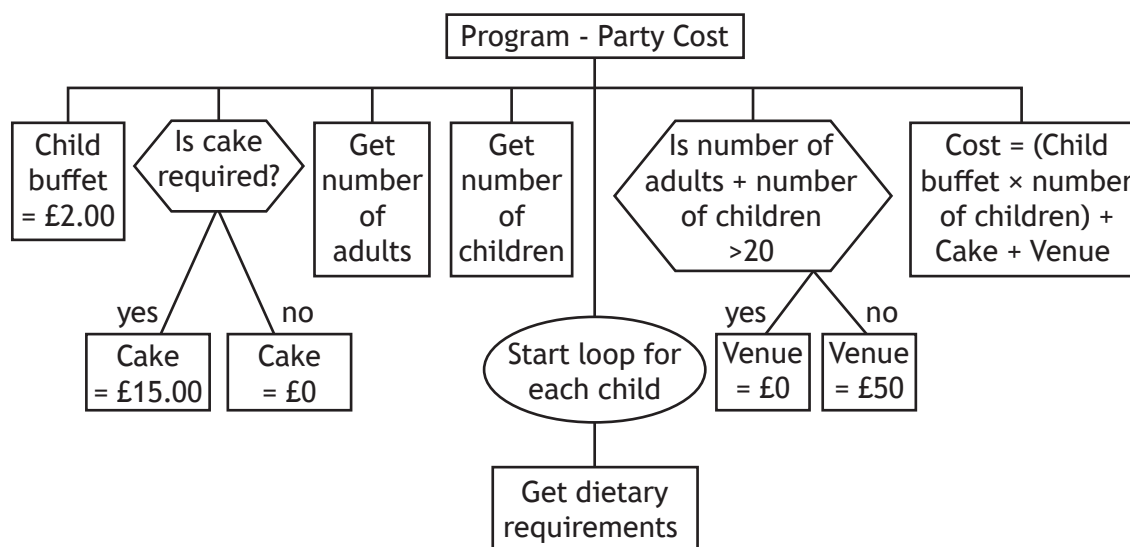 Program - Party Cost
Child
buffet
= £2.00
Is cake
required?
yes
no
Cake
= £15.00
Cake
= £0
Get
number
of
adults
Get
number
of
children
Start loop for
each child
Get dietary
requirements
Is number of
adults + number
of children
>20
yes
no
Venue
= £0
Venue
= £50
Cost = (Child
buffet × number
of children) +
Cake + Venue